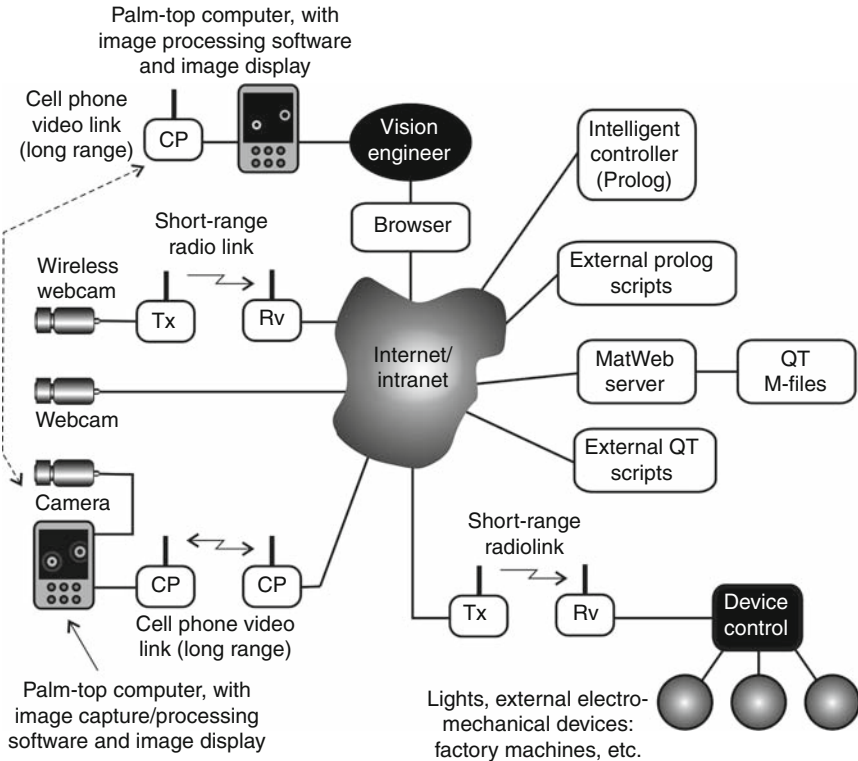 Palm-top computer, with
image processing software
and image display
Cell phone
video link
(long range)
CP
Vision
engineer
Intelligent
controller
(Prolog)
Browser
Short-range
radio link
Wireless
webcam
Tx
Rv
External prolog
scripts
Internet/
intranet
MatWeb
server
QT
M-files
Webcam
External QT
scripts
Camera
Short-range
radiolink
CP
CP
Cell phone video
link (long range)
Tx
Rv
Device
control
Palm-top computer, with
image capture/processing
software and image display
Lights, external electro-
mechanical devices:
factory machines, etc.